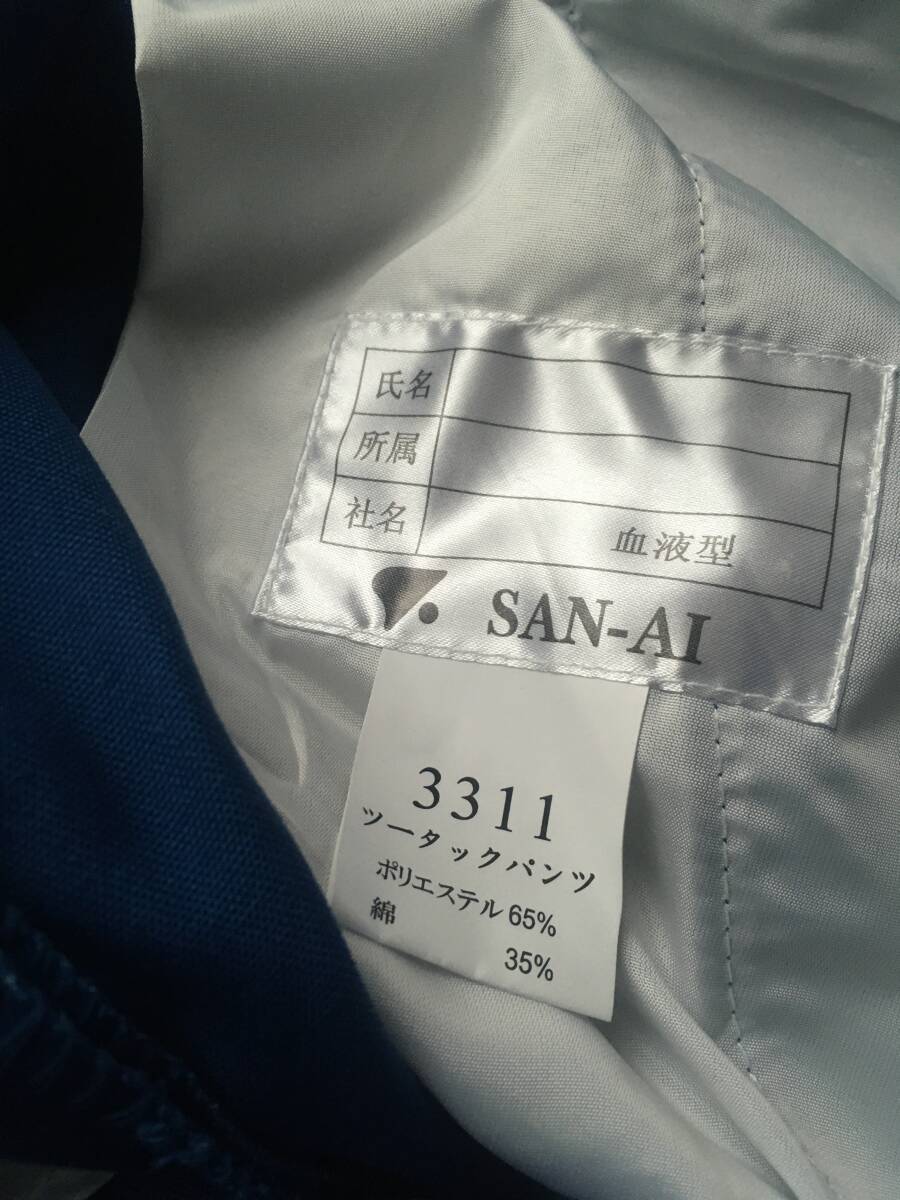 氏名
所属
社名
血液型
SAN-AI
3311
ツータックパンツ
ポリエステル 65%
綿 35%